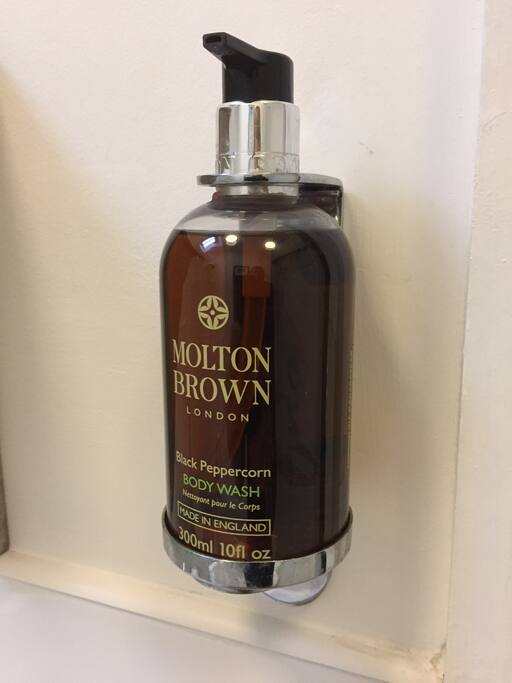 MOLTON
BROWN
LONDON
Black Peppercorn
BODY WASH
Nettoyant pour le Corps
MADE IN ENGLAND
300ml 10fl oz